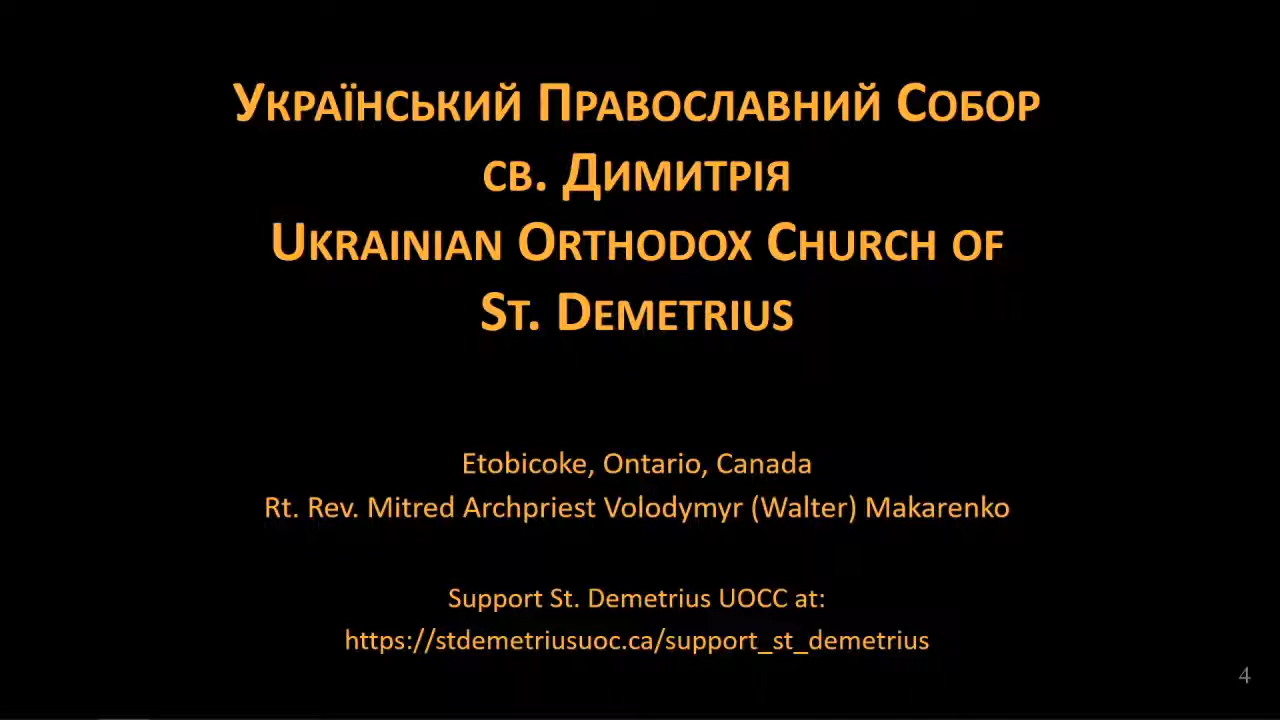 Український Православний Собор
св. Димитрія
Ukrainian Orthodox Church of
St. Demetrius
Etobicoke, Ontario, Canada
Rt. Rev. Mitred Archpriest Volodymyr (Walter) Makarenko
Support St. Demetrius UOCC at:
https://stdemetriusuoc.ca/support_st_demetrius
4